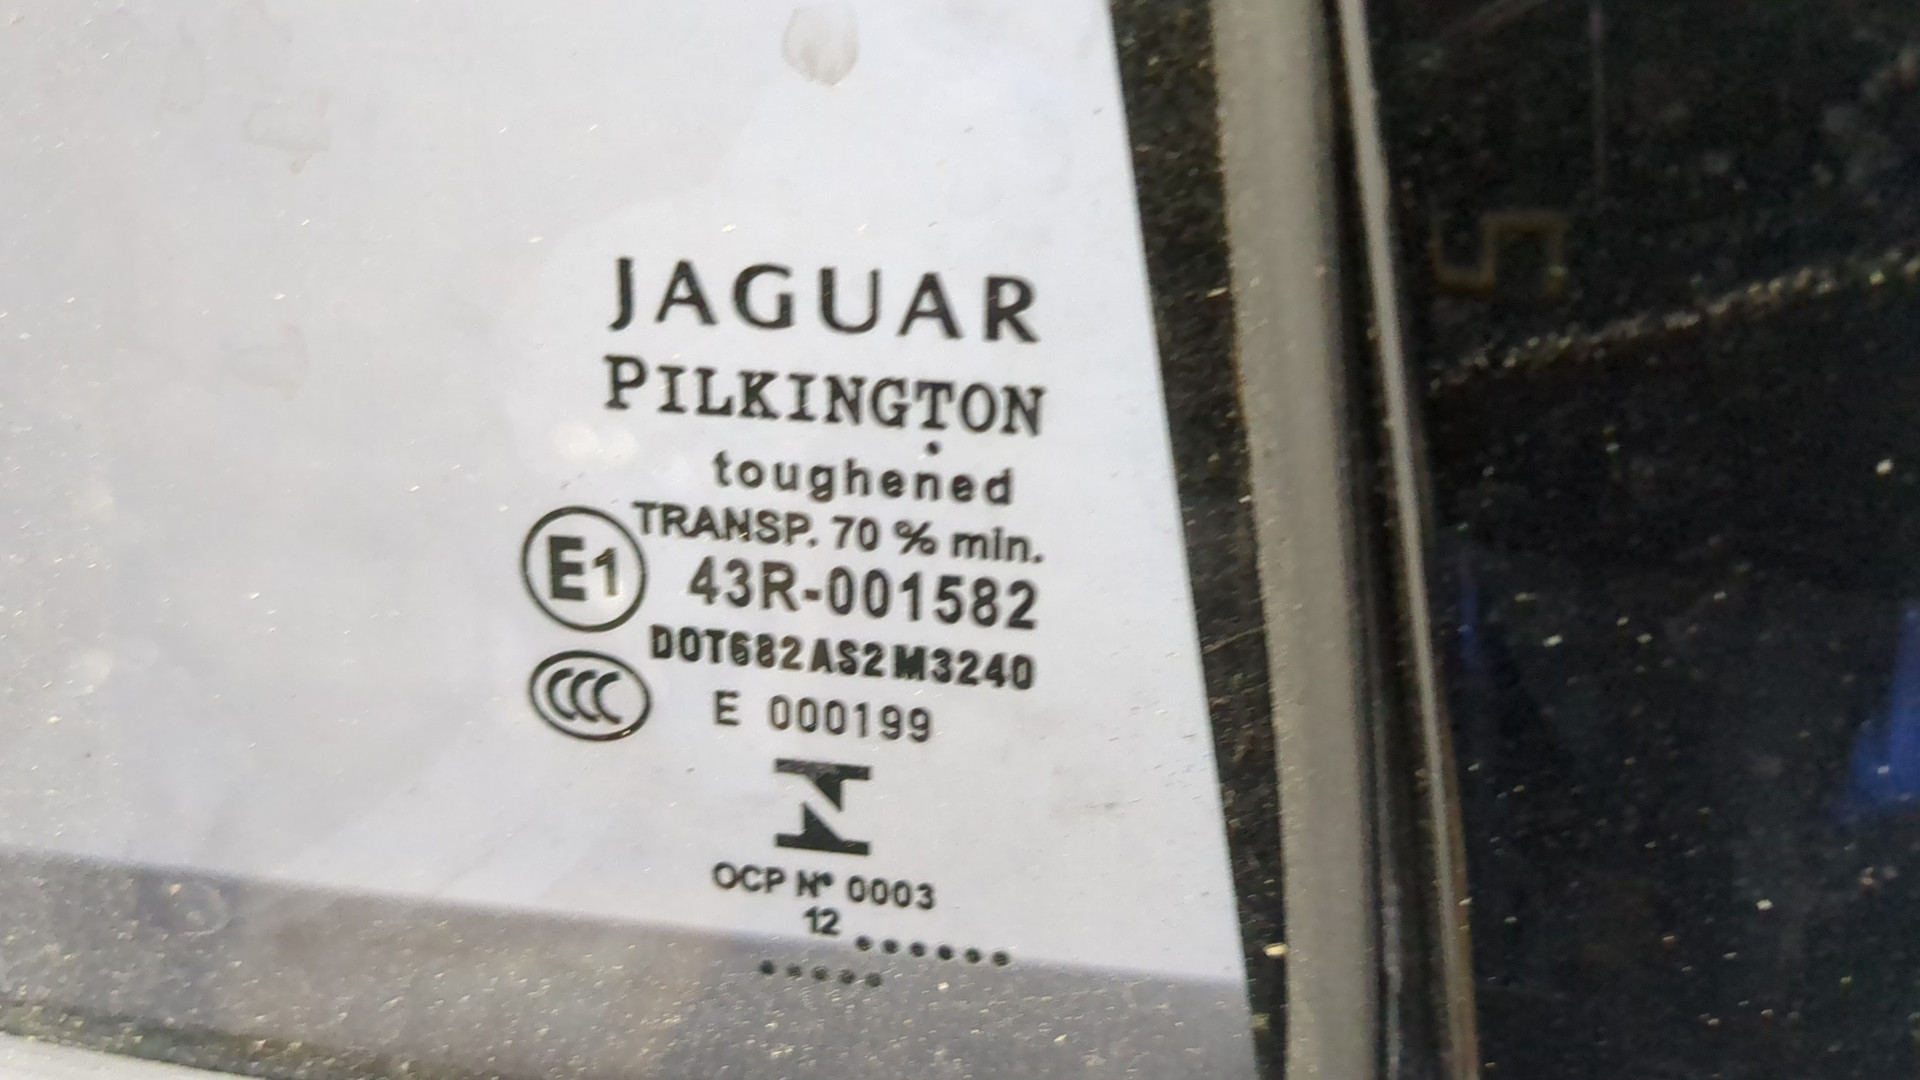 JAGUAR
PILKINGTON
toughened
TRANSP. 70 % min.
E1
43R-001582
DOT682AS2M3240
CCC
E 000199
OCP Nº 0003
12